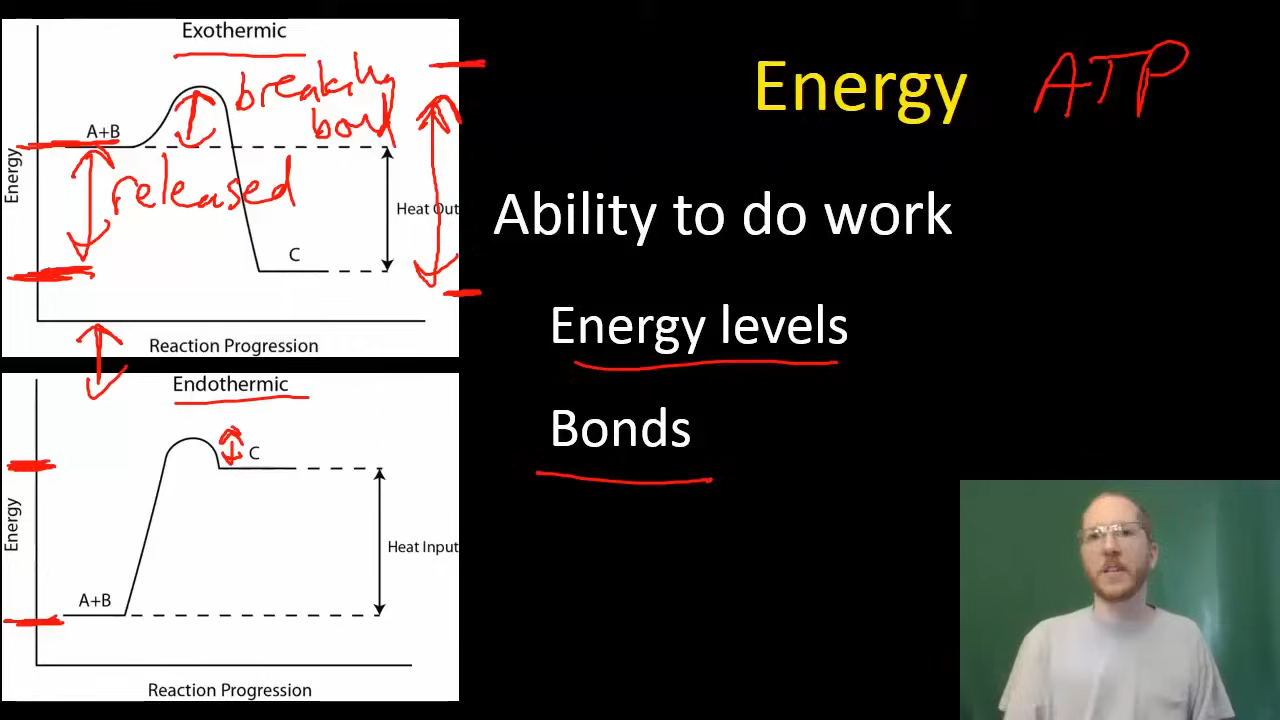 Exothermic
breaking
bond
A+B
released
Energy
Heat Out
C
Reaction Progression
Endothermic
C
Energy
Heat Input
A+B
Reaction Progression
Energy ATP
Ability to do work
Energy levels
Bonds